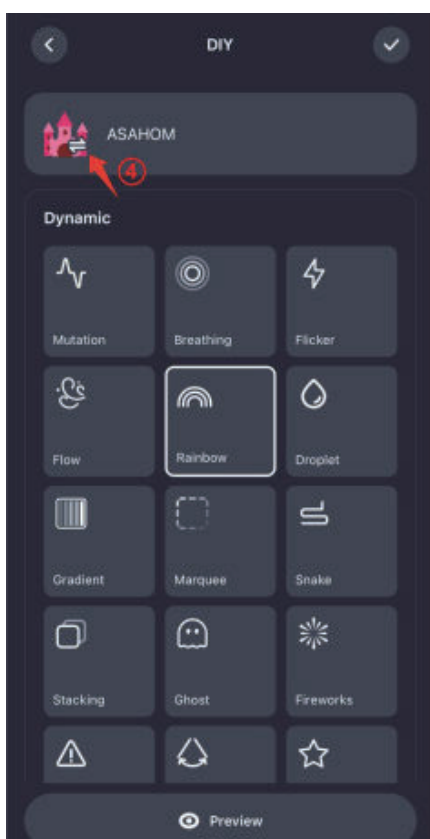 DIY
ASAHOM
④
Dynamic
Mutation Breathing Flicker
Flow Rainbow Droplet
Gradient Marquee Snake
Stacking Ghost Fireworks
Preview